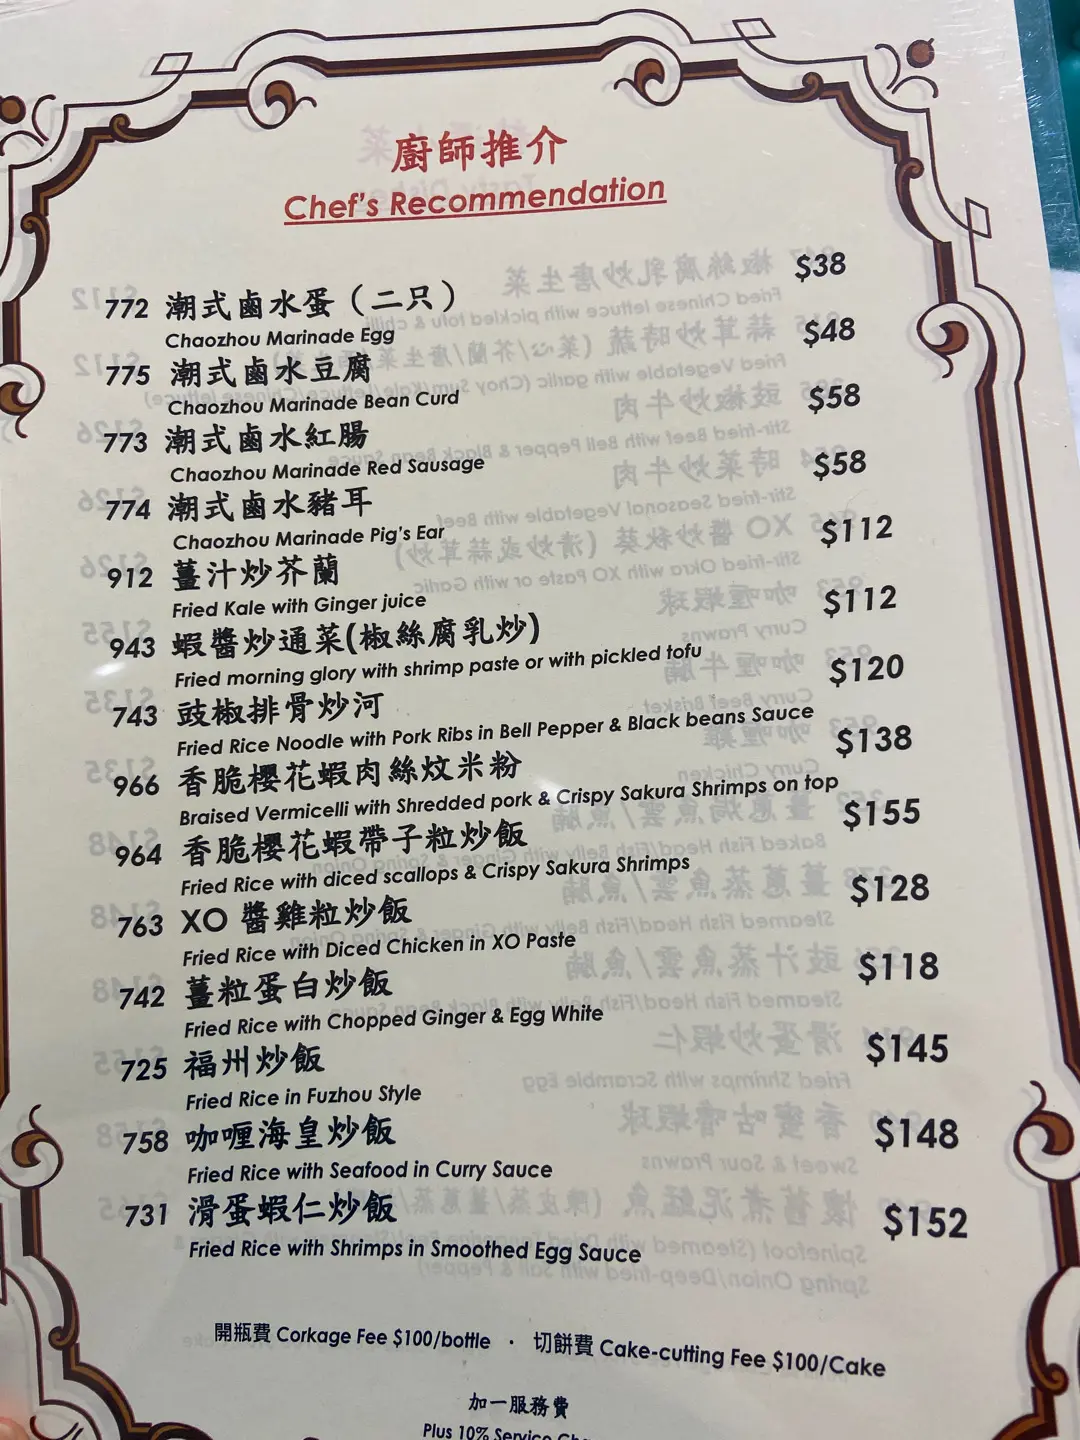 廚師推介
Chef's Recommendation
772 潮式鹵水蛋（二只） $38
Chaozhou Marinade Egg
775 潮式鹵水豆腐 $48
Chaozhou Marinade Bean Curd
773 潮式鹵水紅腸 $58
Chaozhou Marinade Red Sausage
774 潮式鹵水豬耳 $58
Chaozhou Marinade Pig's Ear
912 薑汁炒芥蘭 $112
Fried Kale with Ginger juice
943 蝦醬炒通菜(椒絲腐乳炒) $112
Fried morning glory with shrimp paste or with pickled tofu
743 豉椒排骨炒河 $120
Fried Rice Noodle with Pork Ribs in Bell Pepper & Black beans Sauce
966 香脆櫻花蝦肉絲炆米粉 $138
Braised Vermicelli with Shredded pork & Crispy Sakura Shrimps on top
964 香脆櫻花蝦帶子粒炒飯 $155
Fried Rice with diced scallops & Crispy Sakura Shrimps
763 XO 醬雞粒炒飯 $128
Fried Rice with Diced Chicken in XO Paste
742 薑粒蛋白炒飯 $118
Fried Rice with Chopped Ginger & Egg White
725 福州炒飯 $145
Fried Rice in Fuzhou Style
758 咖喱海皇炒飯 $148
Fried Rice with Seafood in Curry Sauce
731 滑蛋蝦仁炒飯 $152
Fried Rice with Shrimps in Smoothed Egg Sauce
開瓶費 Corkage Fee $100/bottle · 切餅費 Cake-cutting Fee $100/Cake
加一服務費
Plus 10% Service